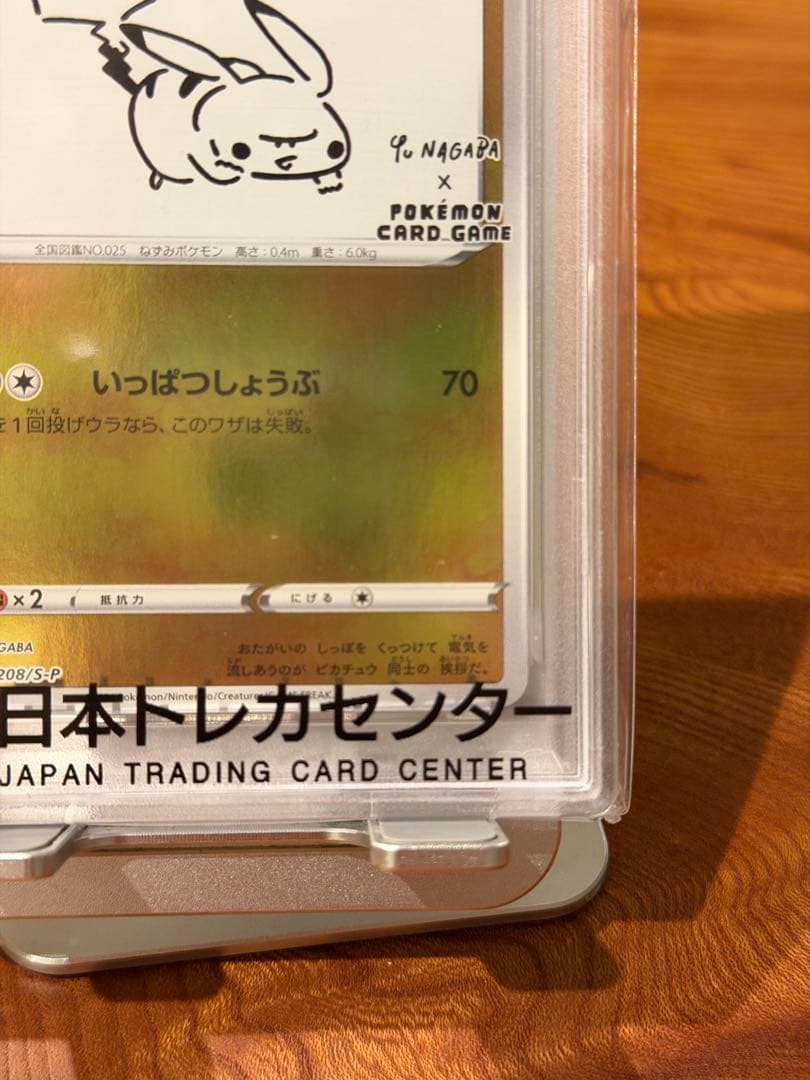 Yu NAGABA
X
POKÉMON
CARD GAME
全国図鑑NO.025 ねずみポケモン 高さ:0.4m 重さ:6.0kg
いっぱつしょうぶ 70
を1回投げウラなら、このワザは失敗。
×2 抵抗力 にげる
GABA
おたがいの しっぽを くっつけて 電気を
208/S-P
流しあうのが ピカチュウ 同士の 挨拶だ。
日本トレカセンター
JAPAN TRADING CARD CENTER